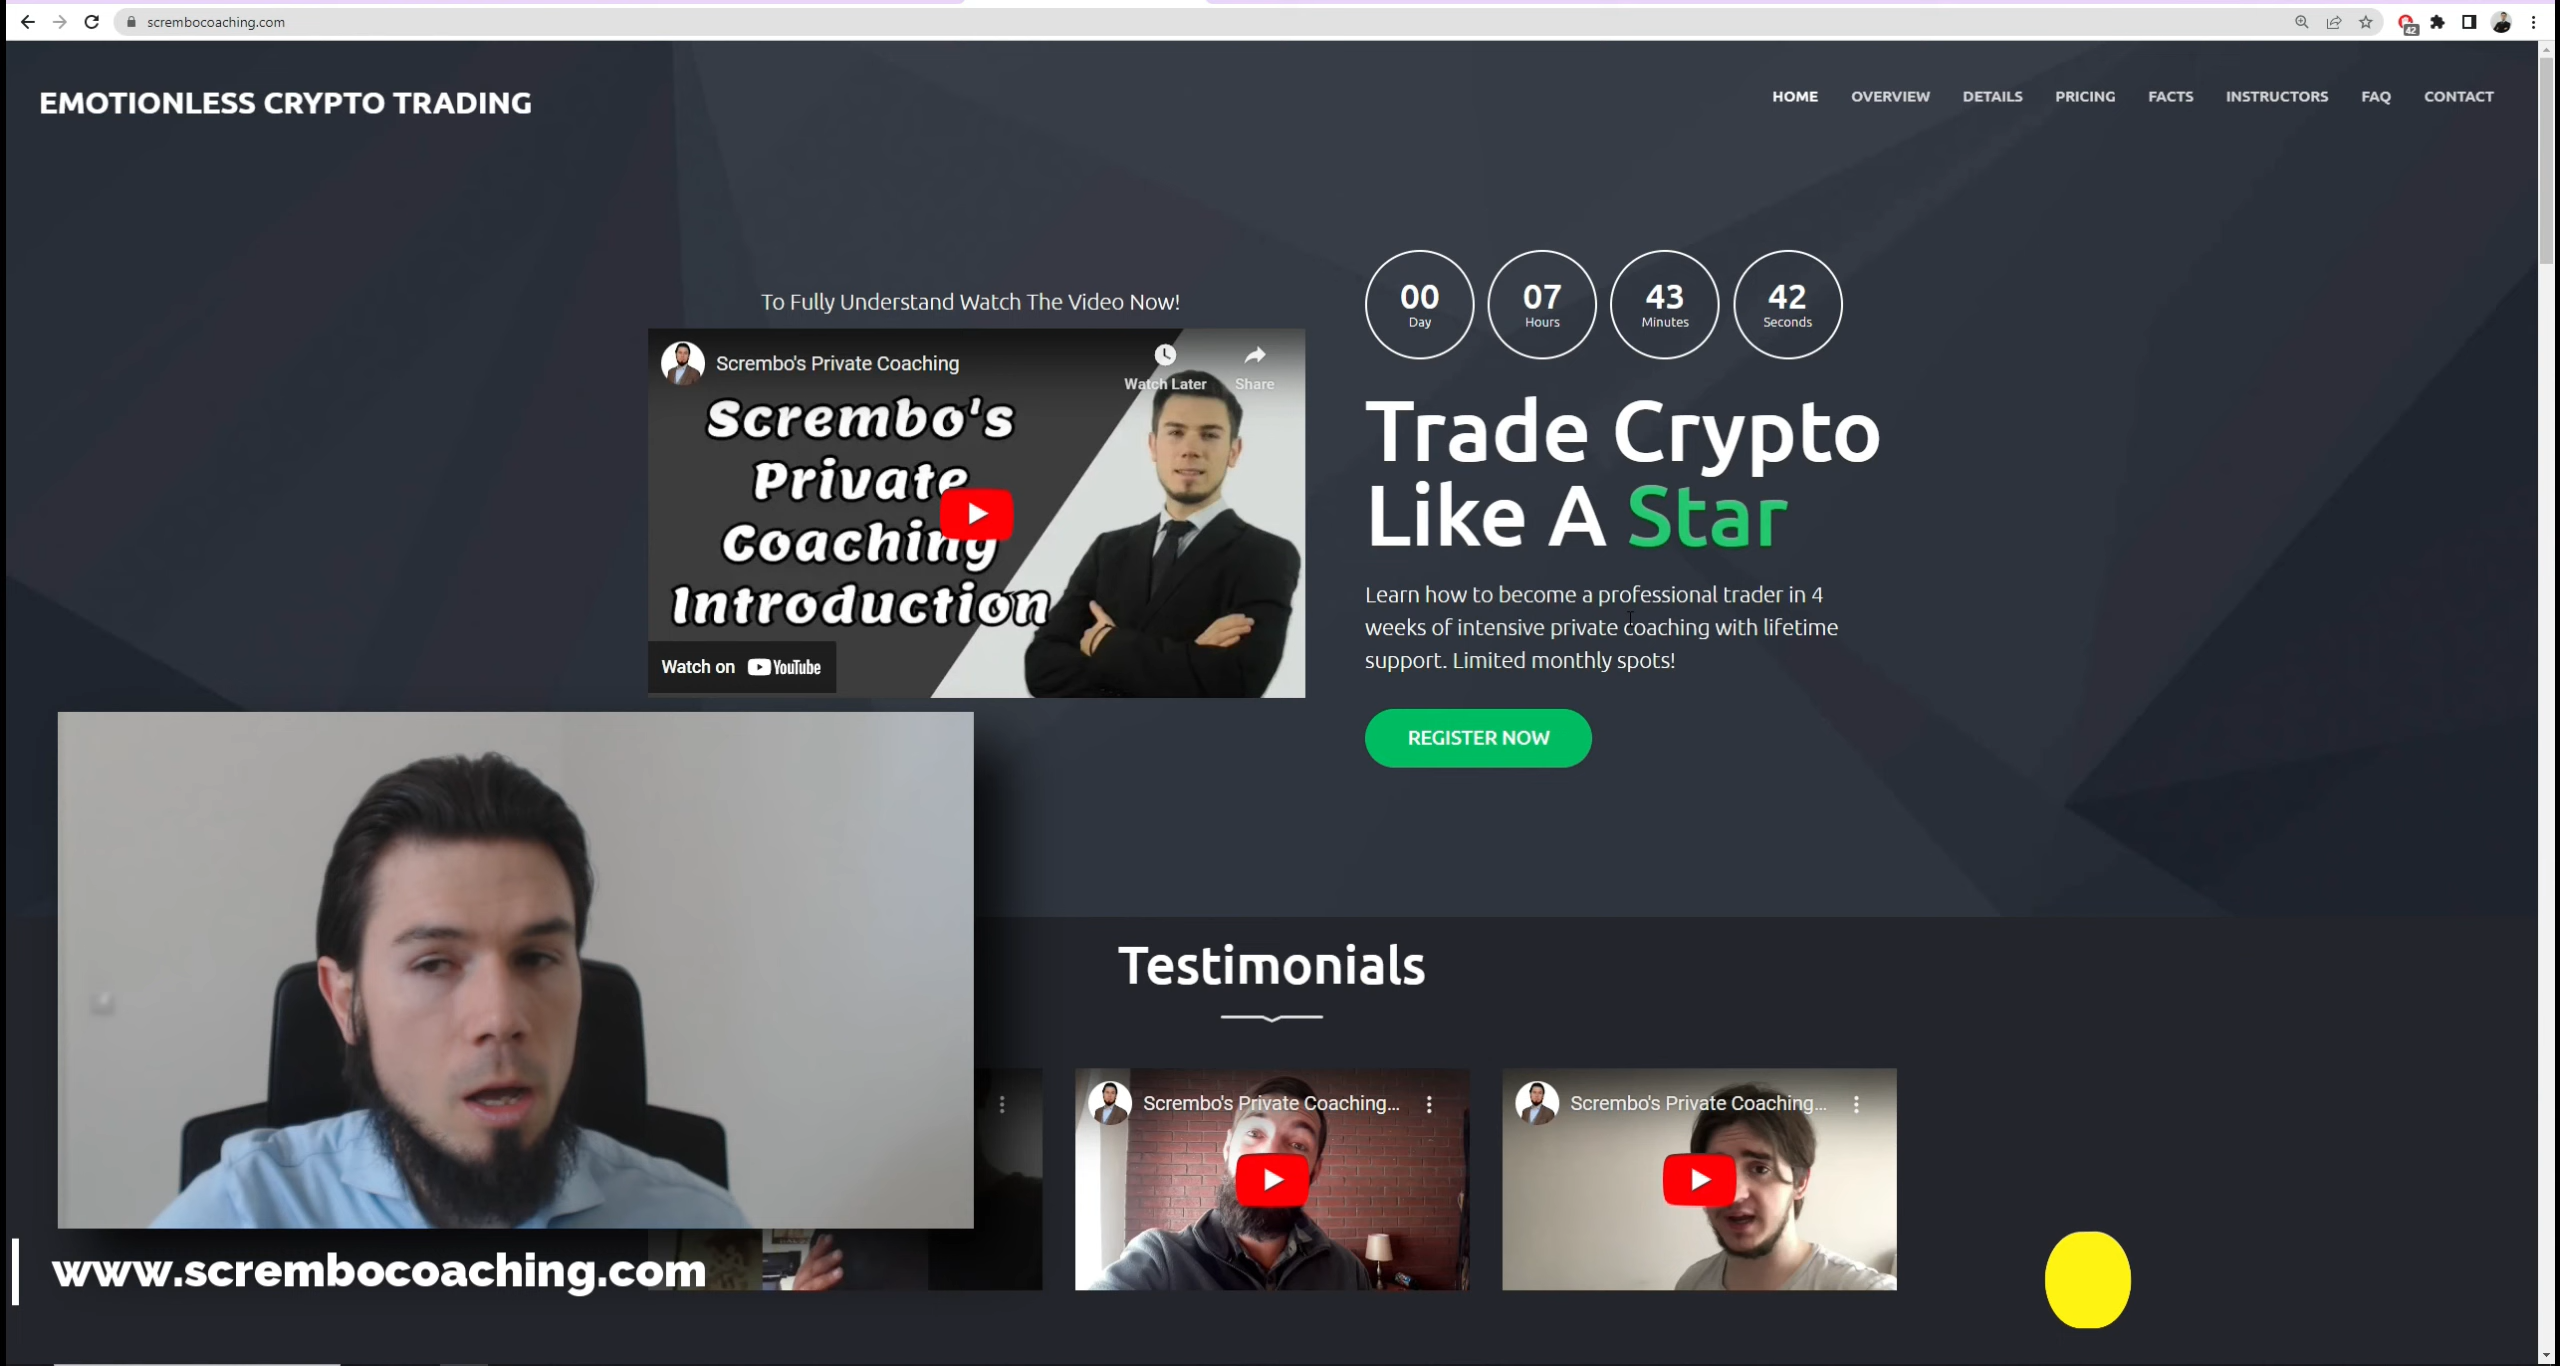 scrembocoaching.com
42
EMOTIONLESS CRYPTO TRADING
HOME OVERVIEW DETAILS PRICING FACTS INSTRUCTORS FAQ CONTACT
To Fully Understand Watch The Video Now!
Scrembo's Private Coaching
Watch Later
Share
Scrembo's
Private
Coaching
Introduction
Watch on YouTube
00 07 43 42
Day Hours Minutes Seconds
Trade Crypto
Like A Star
Learn how to become a professional trader in 4
weeks of intensive private coaching with lifetime
support. Limited monthly spots!
REGISTER NOW
Testimonials
Scrembo's Private Coaching...
Scrembo's Private Coaching...
www.scrembocoaching.com